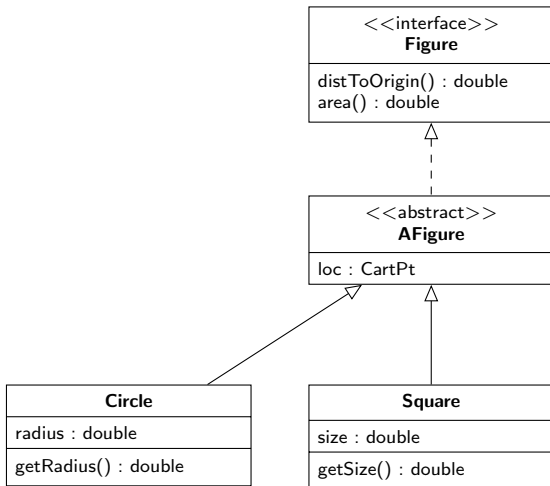 <<interface>>
Figure
distToOrigin() : double
area() : double
<<abstract>>
AFigure
loc : CartPt
Circle
radius : double
getRadius() : double
Square
size : double
getSize() : double